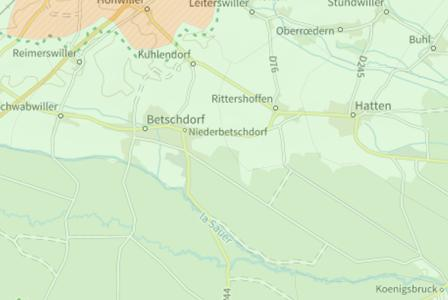 Leiterswiller
Stundwiller
Oberrœdern
Buhl
Reimerswiller
Kuhlendorf
D76
D245
Rittershoffen
Hatten
Schwabwiller
Betschdorf
Niederbetschdorf
la Sauer
Koenigsbruck